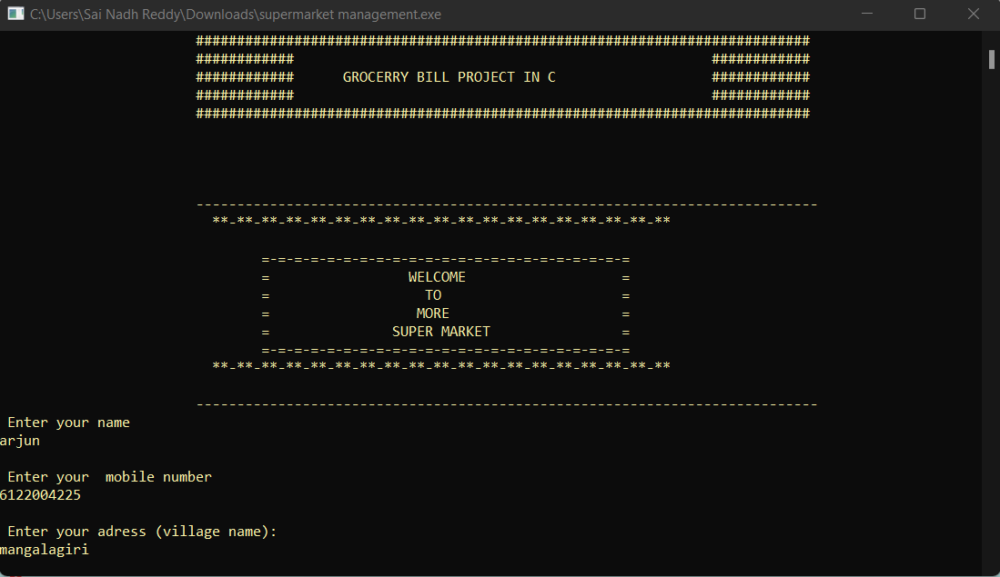 C:\Users\Sai Nadh Reddy\Downloads\supermarket management.exe
###########################################################################
############ ############
############ GROCERRY BILL PROJECT IN C ############
############ ############
###########################################################################
----------------------------------------------------------------------------
**-**-**-**-**-**-**-**-**-**-**-**-**-**-**-**-**-**-**
=-=-=-=-=-=-=-=-=-=-=-=-=-=-=-=-=-=-=-=-=-=-=
= WELCOME =
= TO =
= MORE =
= SUPER MARKET =
=-=-=-=-=-=-=-=-=-=-=-=-=-=-=-=-=-=-=-=-=-=-=
**-**-**-**-**-**-**-**-**-**-**-**-**-**-**-**-**-**-**
----------------------------------------------------------------------------
Enter your name
arjun
Enter your  mobile number
6122004225
Enter your adress (village name):
mangalagiri